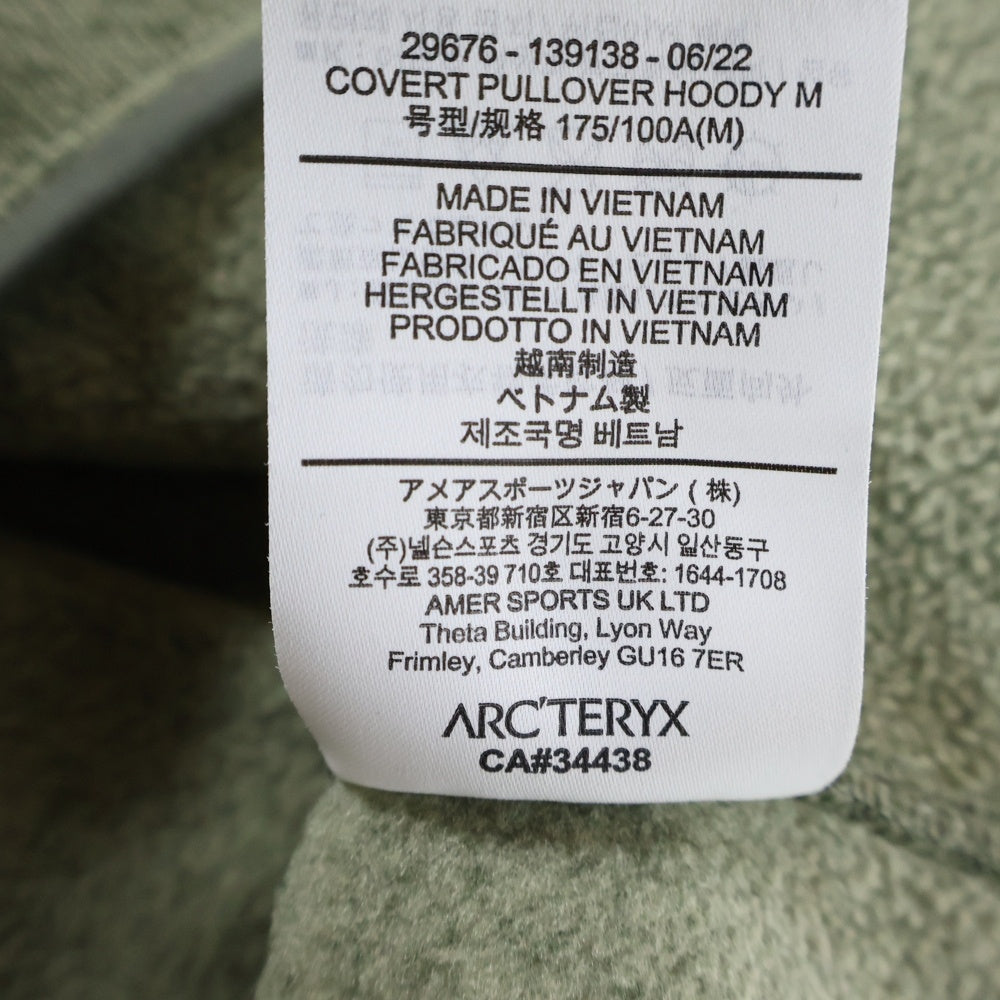 29676 - 139138 - 06/22
COVERT PULLOVER HOODY M
号型/规格 175/100A(M)
MADE IN VIETNAM
FABRIQUÉ AU VIETNAM
FABRICADO EN VIETNAM
HERGESTELLT IN VIETNAM
PRODOTTO IN VIETNAM
越南制造
ベトナム製
제조국명 베트남
アメアスポーツジャパン ( 株)
東京都新宿区新宿6-27-30
(주)넬슨스포츠 경기도 고양시 일산동구
호수로 358-39 710호 대표번호: 1644-1708
AMER SPORTS UK LTD
Theta Building, Lyon Way
Frimley, Camberley GU16 7ER
ARC'TERYX
CA#34438